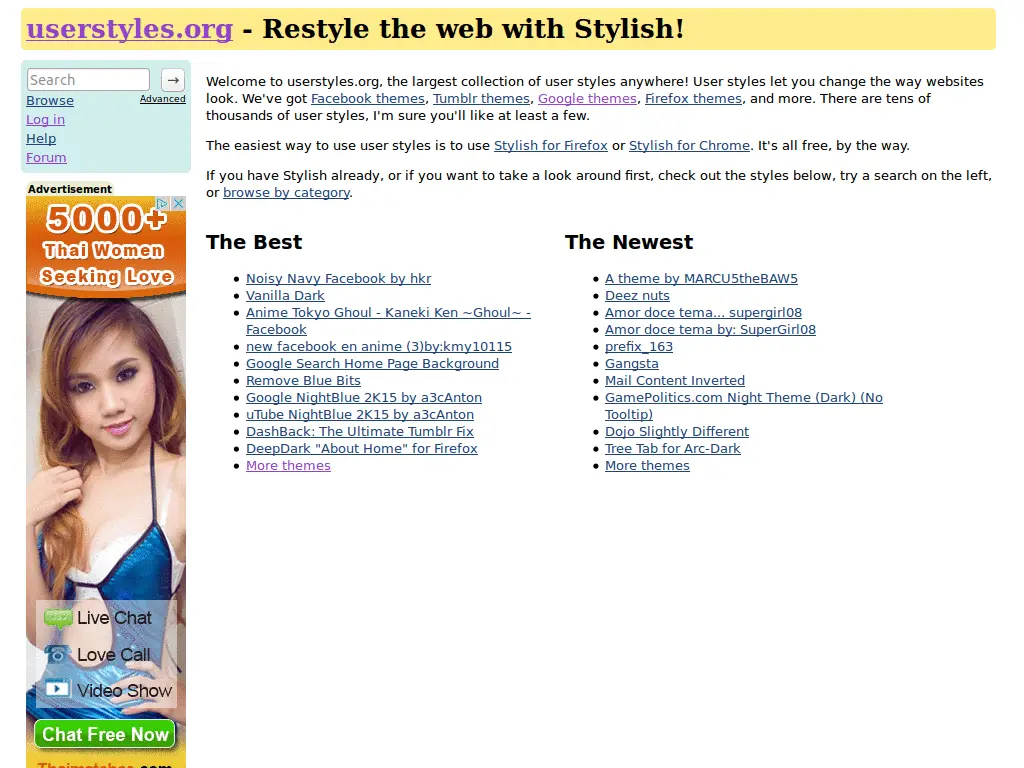 userstyles.org - Restyle the web with Stylish!
Search →
Browse Advanced
Log in
Help
Forum
Welcome to userstyles.org, the largest collection of user styles anywhere! User styles let you change the way websites
look. We've got Facebook themes, Tumblr themes, Google themes, Firefox themes, and more. There are tens of
thousands of user styles, I'm sure you'll like at least a few.
The easiest way to use user styles is to use Stylish for Firefox or Stylish for Chrome. It's all free, by the way.
If you have Stylish already, or if you want to take a look around first, check out the styles below, try a search on the left,
or browse by category.
Advertisement
5000+
Thai Women
Seeking Love
Live Chat
Love Call
Video Show
Chat Free Now
The Best
Noisy Navy Facebook by hkr
Vanilla Dark
Anime Tokyo Ghoul - Kaneki Ken ~Ghoul~ -
Facebook
new facebook en anime (3)by:kmy10115
Google Search Home Page Background
Remove Blue Bits
Google NightBlue 2K15 by a3cAnton
uTube NightBlue 2K15 by a3cAnton
DashBack: The Ultimate Tumblr Fix
DeepDark "About Home" for Firefox
More themes
The Newest
A theme by MARCU5theBAW5
Deez nuts
Amor doce tema... supergirl08
Amor doce tema by: SuperGirl08
prefix_163
Gangsta
Mail Content Inverted
GamePolitics.com Night Theme (Dark) (No
Tooltip)
Dojo Slightly Different
Tree Tab for Arc-Dark
More themes